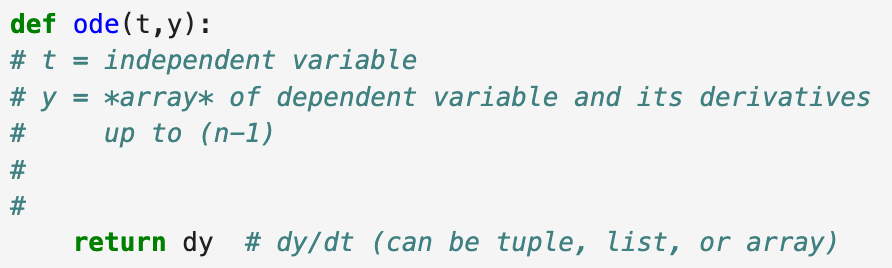 def ode(t,y):
# t = independent variable
# y = *array* of dependent variable and its derivatives
#     up to (n-1)
#
#
    return dy  # dy/dt (can be tuple, list, or array)